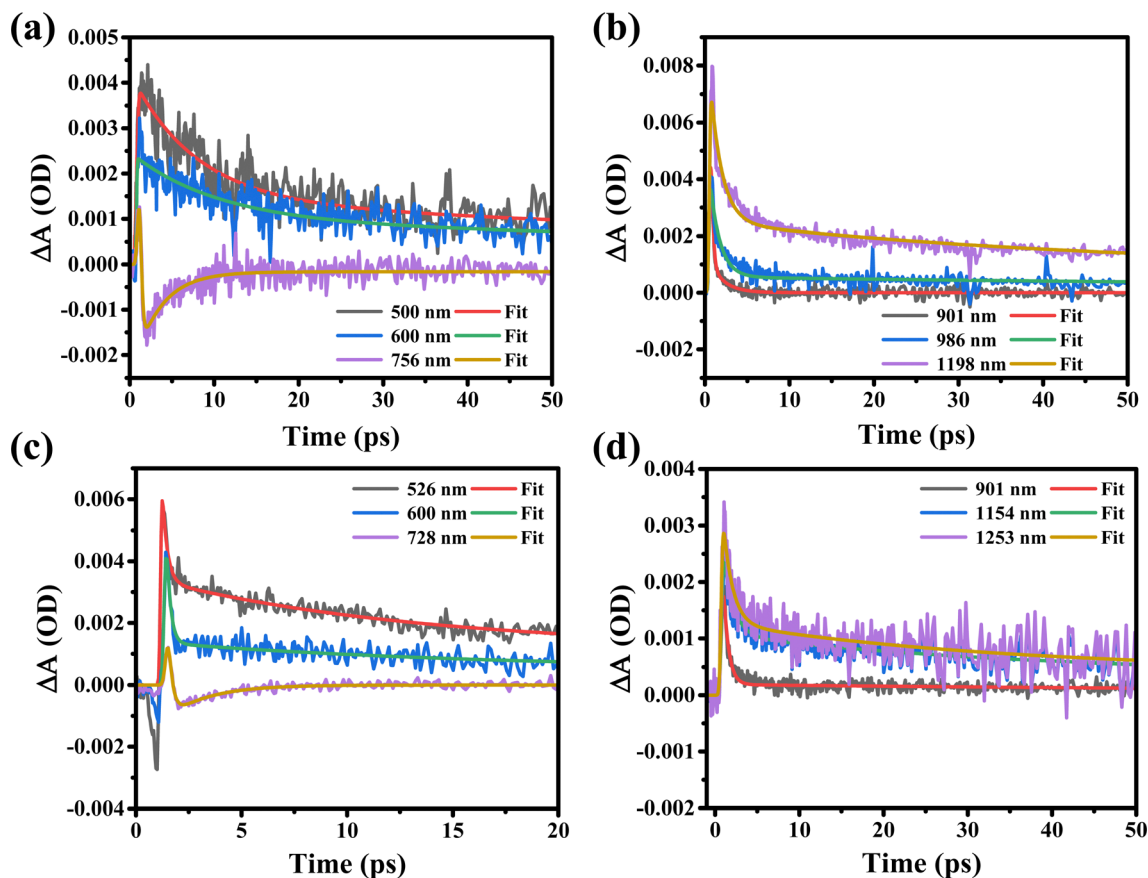 (a)
0.005
0.004
0.003
0.002
0.001
0.000
-0.001
-0.002
ΔA (OD)
500 nm Fit
600 nm Fit
756 nm Fit
0 10 20 30 40 50
Time (ps)
(b)
0.008
0.006
0.004
0.002
0.000
-0.002
ΔA (OD)
901 nm Fit
986 nm Fit
1198 nm Fit
0 10 20 30 40 50
Time (ps)
(c)
0.006
0.004
0.002
0.000
-0.002
-0.004
ΔA (OD)
526 nm Fit
600 nm Fit
728 nm Fit
0 5 10 15 20
Time (ps)
(d)
0.004
0.003
0.002
0.001
0.000
-0.001
-0.002
ΔA (OD)
901 nm Fit
1154 nm Fit
1253 nm Fit
0 10 20 30 40 50
Time (ps)